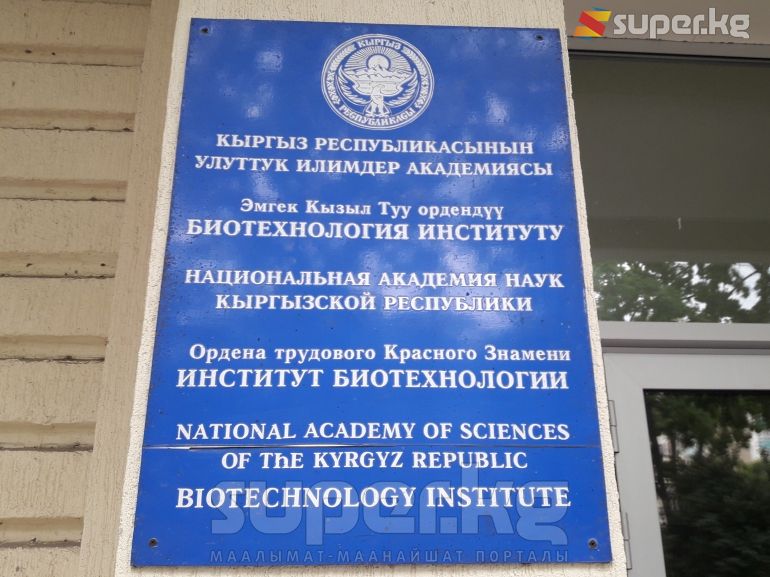 super.kg
КЫРГЫЗ
РЕСПУБЛИКАСЫ
КЫРГЫЗ РЕСПУБЛИКАСЫНЫН
УЛУТТУК ИЛИМДЕР АКАДЕМИЯСЫ
Эмгек Кызыл Туу ордендүү
БИОТЕХНОЛОГИЯ ИНСТИТУТУ
НАЦИОНАЛЬНАЯ АКАДЕМИЯ НАУК
КЫРГЫЗСКОЙ РЕСПУБЛИКИ
Ордена трудового Красного Знамени
ИНСТИТУТ БИОТЕХНОЛОГИИ
NATIONAL ACADEMY OF SCIENCES
OF The KYRGYZ REPUBLIC
BIOTECHNOLOGY INSTITUTE
super.kg
МААЛЫМАТ-МААНАЙШАТ ПОРТАЛЫ